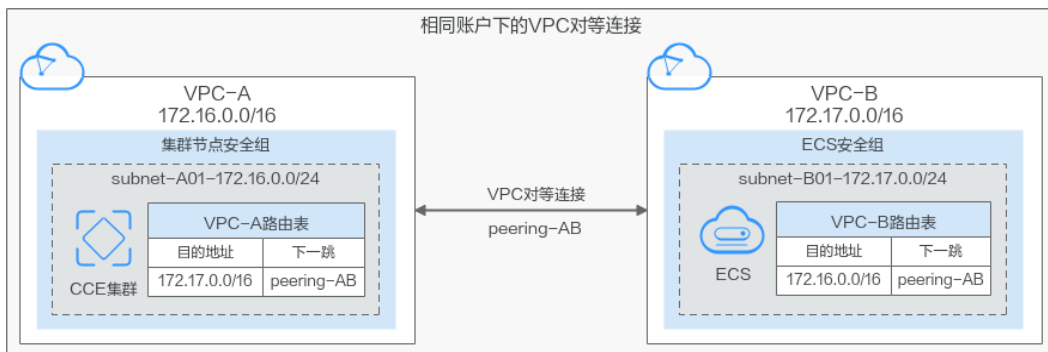 相同账户下的VPC对等连接
VPC-A
172.16.0.0/16
集群节点安全组
subnet-A01-172.16.0.0/24
VPC-A路由表
目的地址 下一跳
172.17.0.0/16 peering-AB
CCE集群
VPC对等连接
peering-AB
VPC-B
172.17.0.0/16
ECS安全组
subnet-B01-172.17.0.0/24
VPC-B路由表
目的地址 下一跳
172.16.0.0/16 peering-AB
ECS